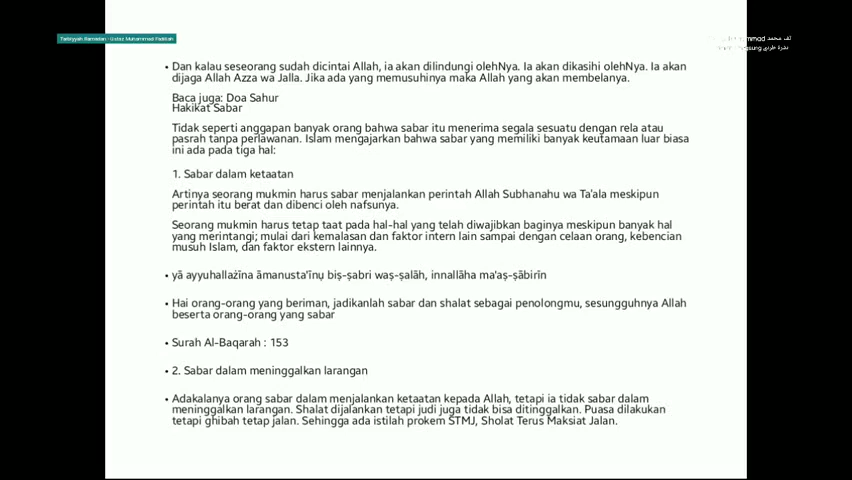 Tarbiyyah Ramadan - Ustaz Muhammad Padillah
• Dan kalau seseorang sudah dicintai Allah, ia akan dilindungi olehNya. Ia akan dikasihi olehNya. Ia akan
dijaga Allah Azza wa Jalla. Jika ada yang memusuhinya maka Allah yang akan membelanya.
Baca juga: Doa Sahur
Hakikat Sabar
Tidak seperti anggapan banyak orang bahwa sabar itu menerima segala sesuatu dengan rela atau
pasrah tanpa perlawanan. Islam mengajarkan bahwa sabar yang memiliki banyak keutamaan luar biasa
ini ada pada tiga hal:
1. Sabar dalam ketaatan
Artinya seorang mukmin harus sabar menjalankan perintah Allah Subhanahu wa Ta'ala meskipun
perintah itu berat dan dibenci oleh nafsunya.
Seorang mukmin harus tetap taat pada hal-hal yang telah diwajibkan baginya meskipun banyak hal
yang merintangi; mulai dari kemalasan dan faktor intern lain sampai dengan celaan orang, kebencian
musuh Islam, dan faktor ekstern lainnya.
• yā ayyuhallażīna āmanusta'īnụ biṣ-ṣabri waṣ-ṣalāh, innallāha ma'aṣ-ṣābirīn
• Hai orang-orang yang beriman, jadikanlah sabar dan shalat sebagai penolongmu, sesungguhnya Allah
beserta orang-orang yang sabar
• Surah Al-Baqarah : 153
• 2. Sabar dalam meninggalkan larangan
• Adakalanya orang sabar dalam menjalankan ketaatan kepada Allah, tetapi ia tidak sabar dalam
meninggalkan larangan. Shalat dijalankan tetapi judi juga tidak bisa ditinggalkan. Puasa dilakukan
tetapi ghibah tetap jalan. Sehingga ada istilah prokem STMJ, Sholat Terus Maksiat Jalan.